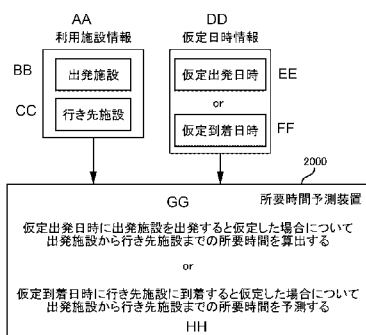 AA
利用施設情報
BB
出発施設
CC
行き先施設
DD
仮定日時情報
仮定出発日時
EE
or
仮定到着日時
FF
2000
GG
所要時間予測装置
仮定出発日時に出発施設を出発すると仮定した場合について
出発施設から行き先施設までの所要時間を算出する
or
仮定到着日時に行き先施設に到着すると仮定した場合について
出発施設から行き先施設までの所要時間を予測する
HH